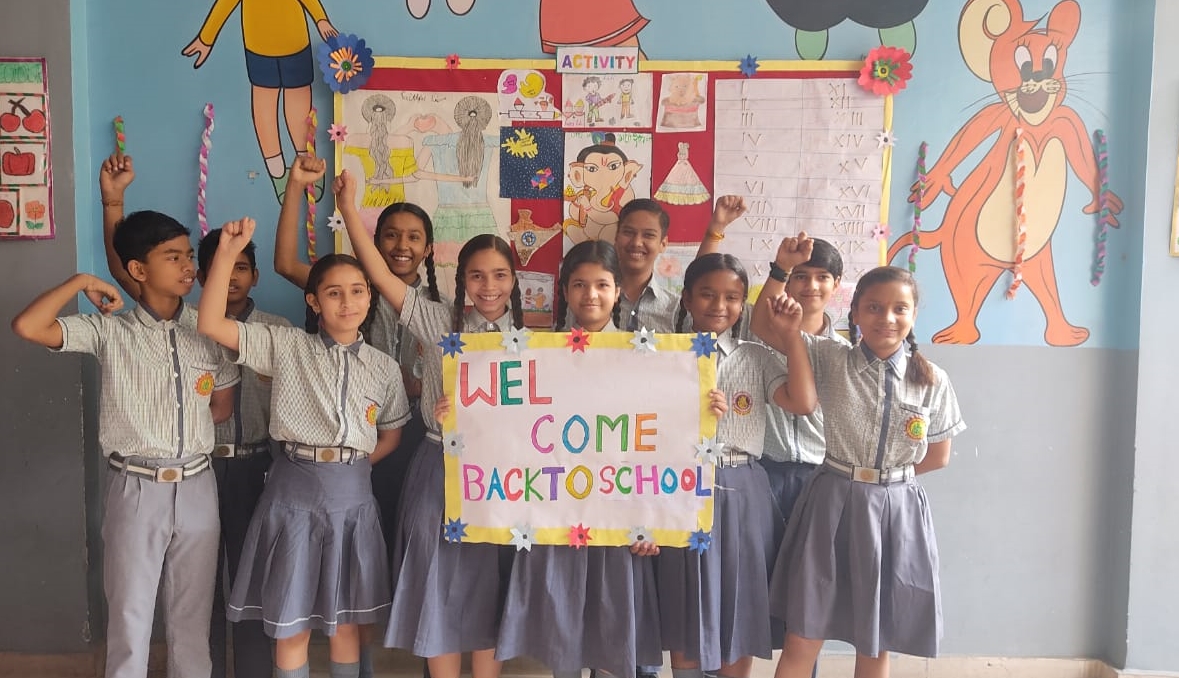 ACTIVITY
I XI
II XII
III XIII
IV XIV
V XV
VI XVI
VII XVII
VIII XVIII
IX XIX
WEL
COME
BACK TO SCHOOL